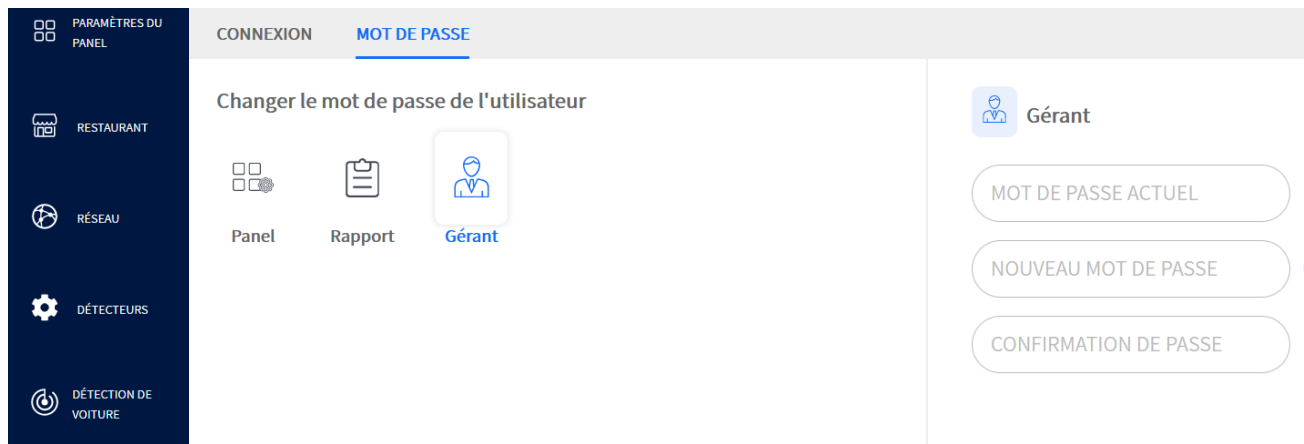 PARAMÈTRES DU
PANEL
RESTAURANT
RÉSEAU
DÉTECTEURS
DÉTECTION DE
VOITURE
CONNEXION MOT DE PASSE
Changer le mot de passe de l'utilisateur
Panel Rapport Gérant
Gérant
MOT DE PASSE ACTUEL
NOUVEAU MOT DE PASSE
CONFIRMATION DE PASSE